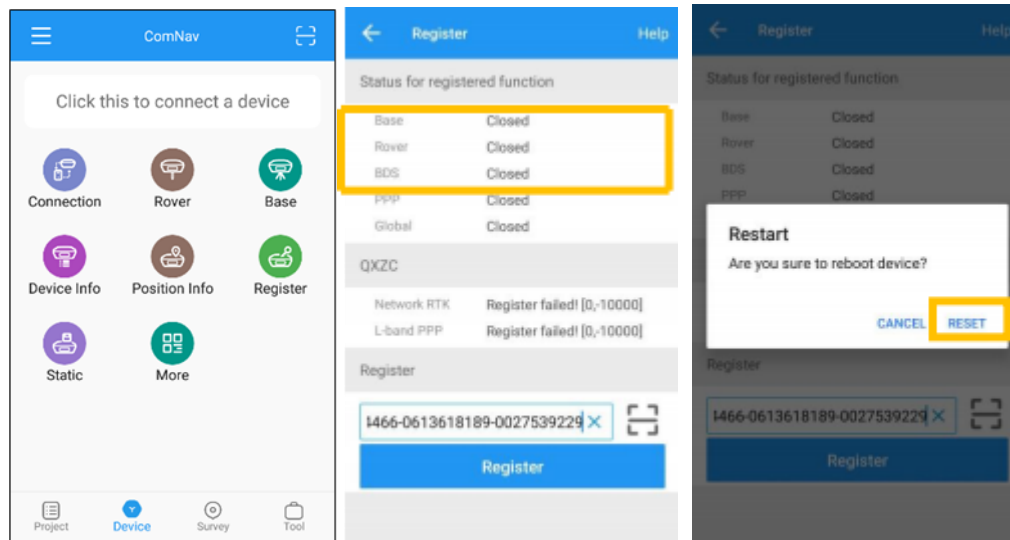 ComNav
Click this to connect a device
Connection
Rover
Base
Device Info
Position Info
Register
Static
More
Project
Device
Survey
Tool
Register
Help
Status for registered function
Base Closed
Rover Closed
BDS Closed
PPP Closed
Global Closed
QXZC
Network RTK Register failed! [0,-10000]
L-band PPP Register failed! [0,-10000]
Register
4466-0613618189-0027539229
Register
Register
Help
Status for registered function
Base Closed
Rover Closed
BDS Closed
PPP Closed
Restart
Are you sure to reboot device?
CANCEL RESET
Register
4466-0613618189-0027539229
Register